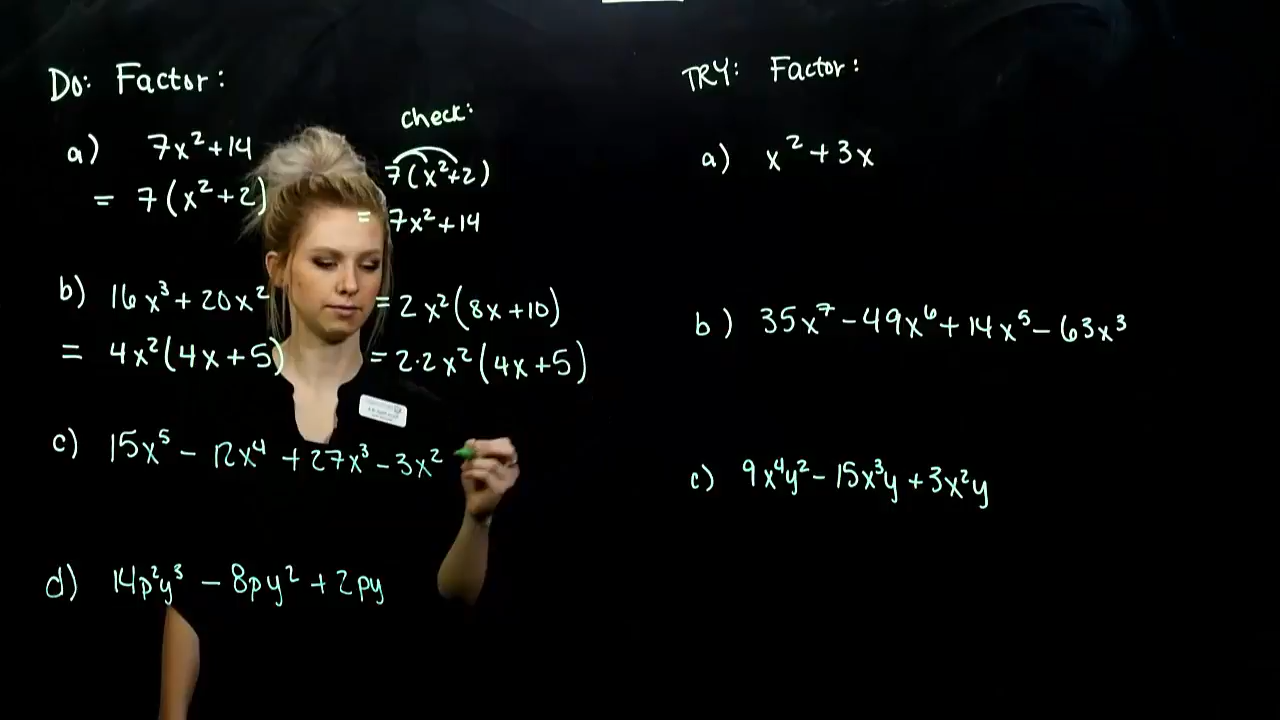 Do: Factor:
a) 7x²+14
= 7(x²+2)
check:
7(x²+2)
= 7x²+14
b) 16x³+20x² = 2x²(8x+10)
= 4x²(4x+5) = 2·2x²(4x+5)
c) 15x⁵ - 12x⁴ + 27x³ - 3x²
d) 14p²y³ - 8py² + 2py
TRY: Factor:
a) x²+3x
b) 35x⁷-49x⁶+14x⁵-63x³
c) 9x⁴y²-15x³y+3x²y